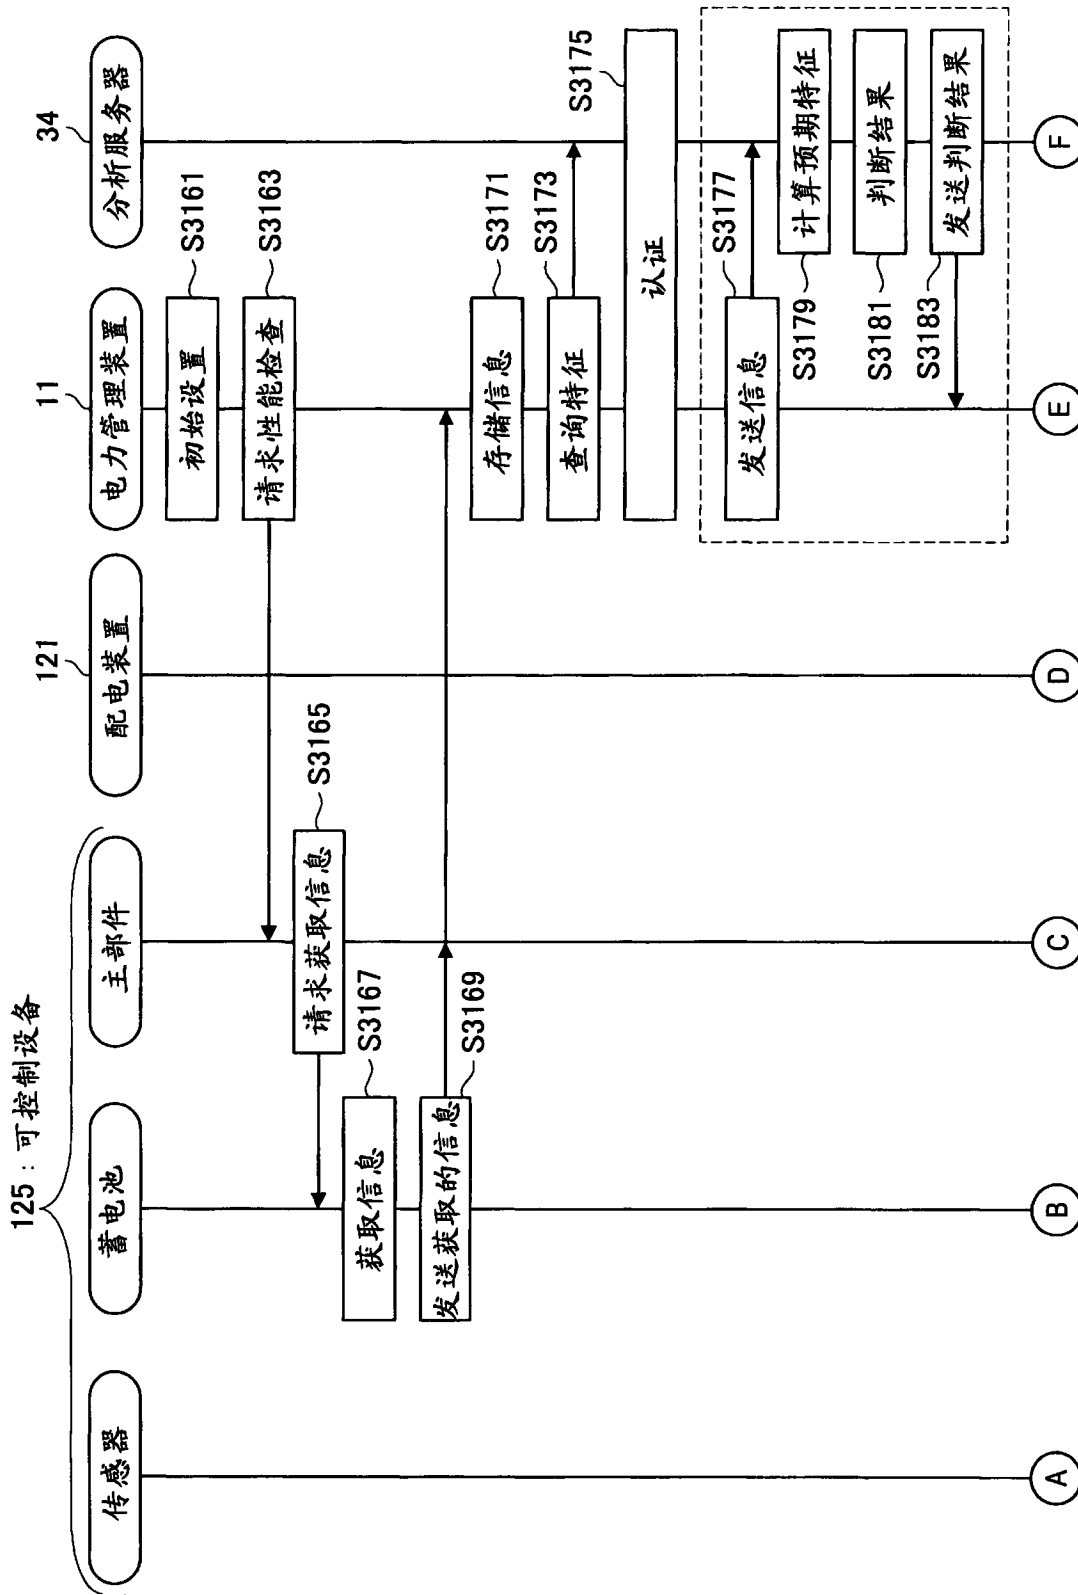 125：可控制设备
传感器
蓄电池
主部件
121
配电装置
11
电力管理装置
34
分析服务器
初始设置
S3161
请求性能检查
S3163
请求获取信息
S3165
获取信息
S3167
发送获取的信息
S3169
存储信息
S3171
查询特征
S3173
认证
S3175
发送信息
S3177
计算预期特征
S3179
判断结果
S3181
发送判断结果
S3183
A
B
C
D
E
F